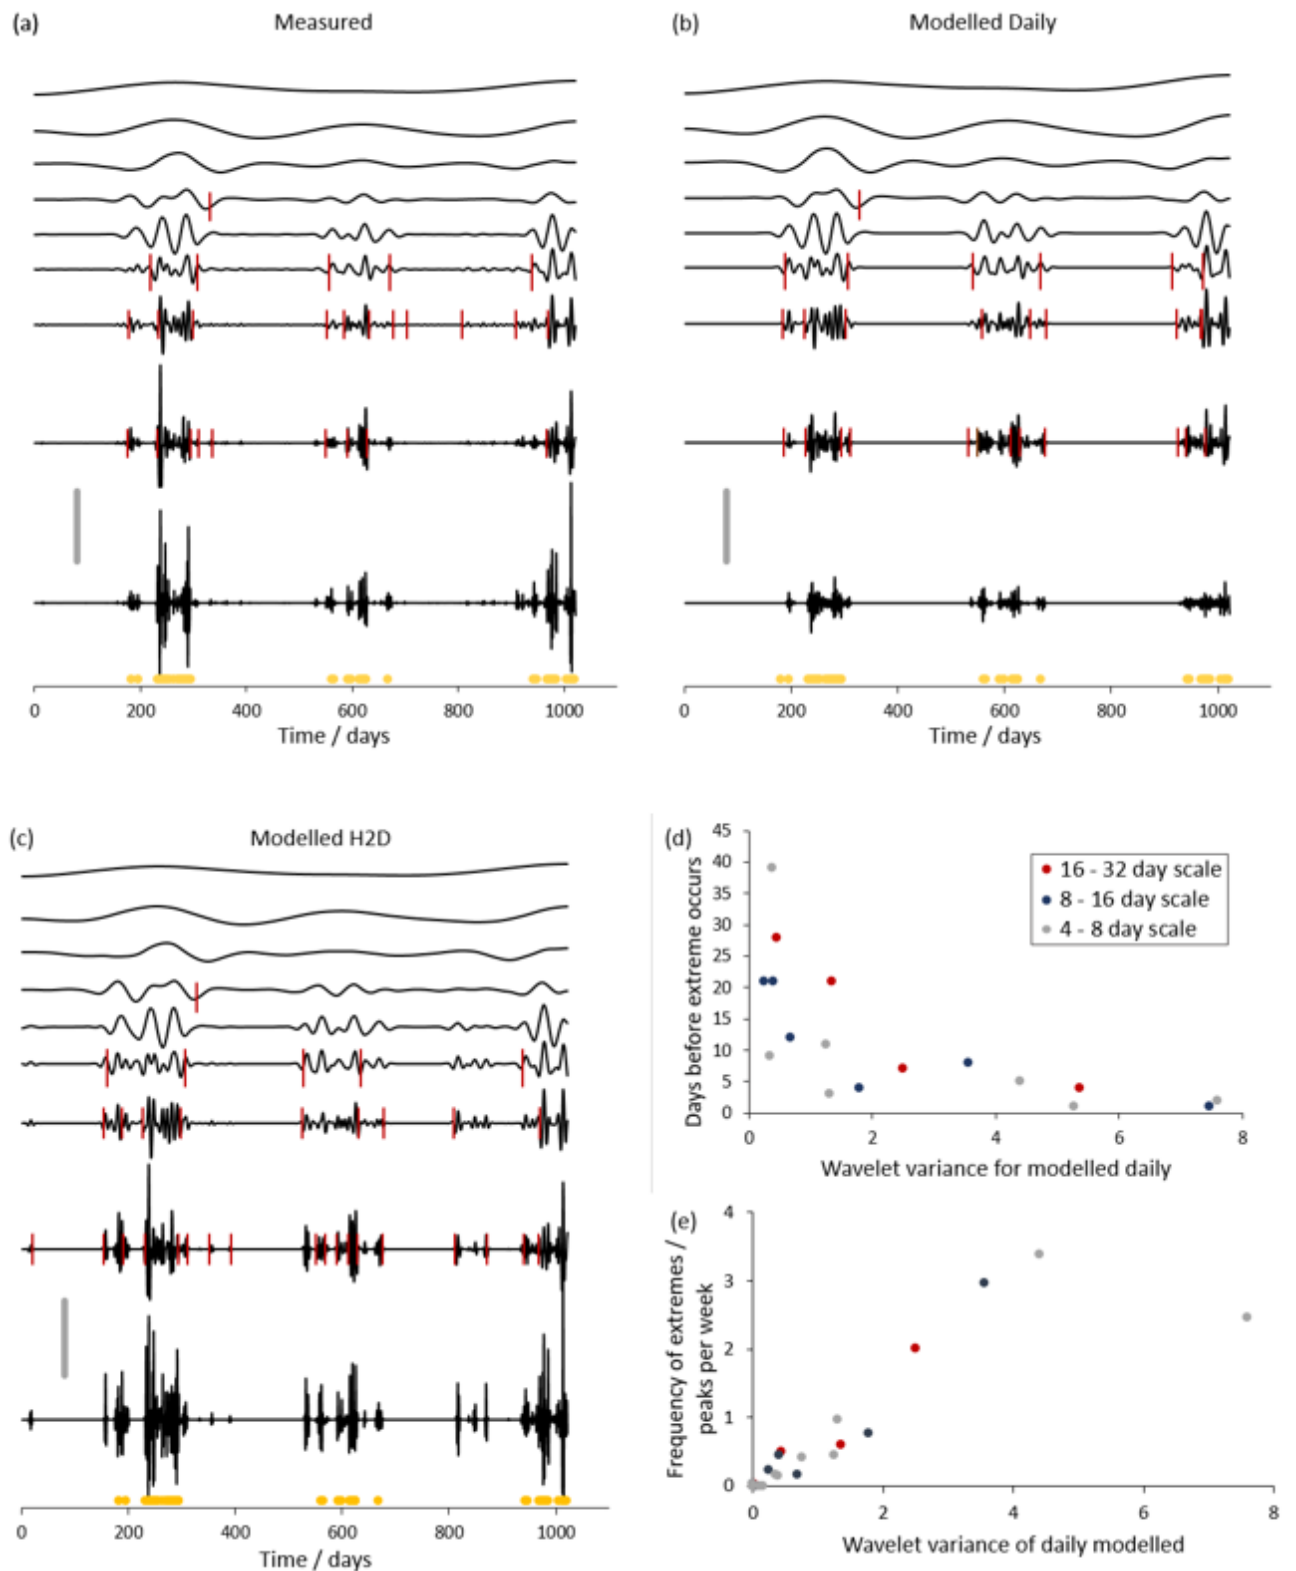 (a)
Measured
0
200
400
600
800
1000
Time / days
(b)
Modelled Daily
0
200
400
600
800
1000
Time / days
(c)
Modelled H2D
0
200
400
600
800
1000
Time / days
(d)
Days before extreme occurs
45
40
35
30
25
20
15
10
5
0
16 - 32 day scale
8 - 16 day scale
4 - 8 day scale
0
2
4
6
8
Wavelet variance for modelled daily
(e)
Frequency of extremes /
peaks per week
4
3
2
1
0
0
2
4
6
8
Wavelet variance of daily modelled